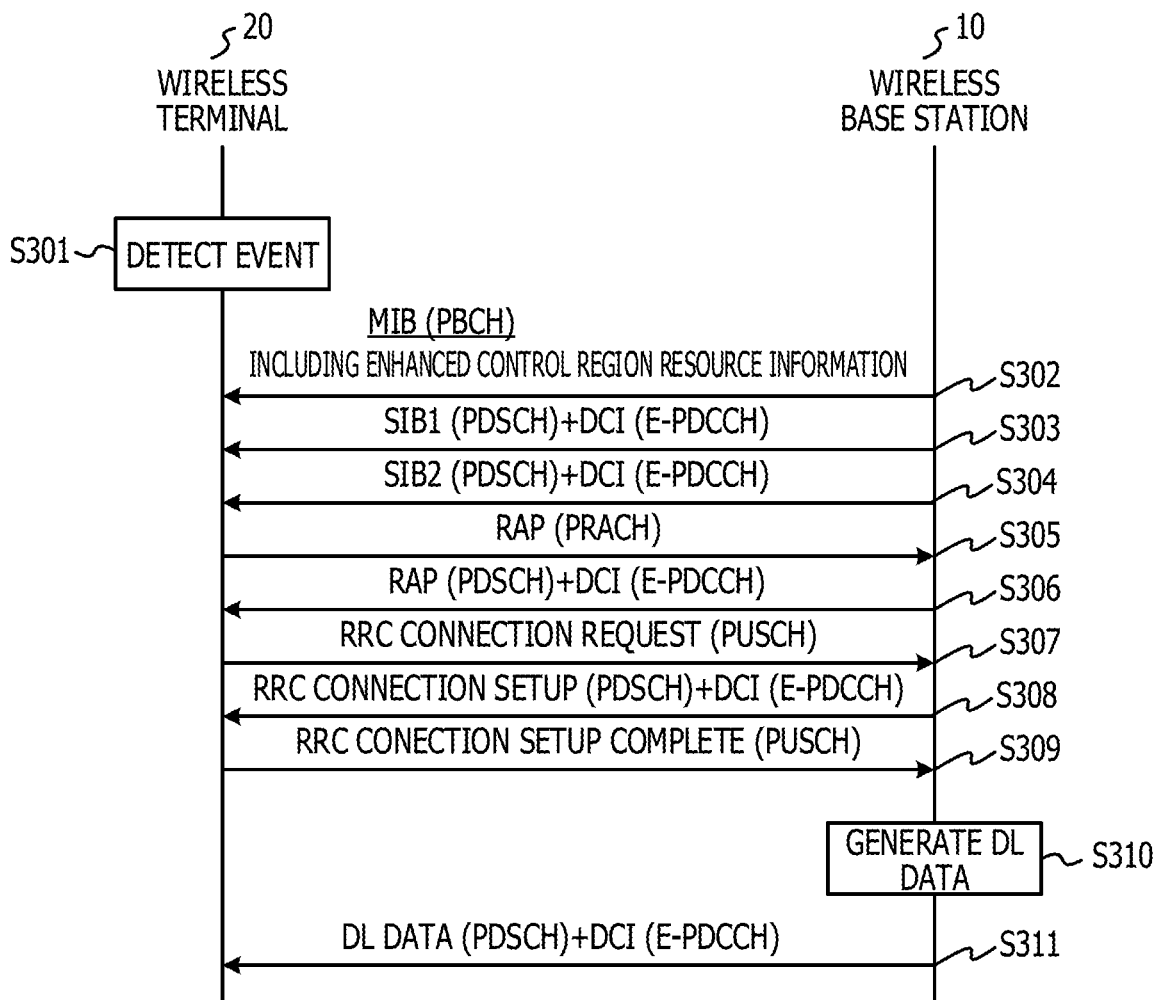 20
WIRELESS
TERMINAL
10
WIRELESS
BASE STATION
S301
DETECT EVENT
MIB (PBCH)
INCLUDING ENHANCED CONTROL REGION RESOURCE INFORMATION
S302
SIB1 (PDSCH)+DCI (E-PDCCH)
S303
SIB2 (PDSCH)+DCI (E-PDCCH)
S304
RAP (PRACH)
S305
RAP (PDSCH)+DCI (E-PDCCH)
S306
RRC CONNECTION REQUEST (PUSCH)
S307
RRC CONNECTION SETUP (PDSCH)+DCI (E-PDCCH)
S308
RRC CONECTION SETUP COMPLETE (PUSCH)
S309
GENERATE DL
DATA
S310
DL DATA (PDSCH)+DCI (E-PDCCH)
S311